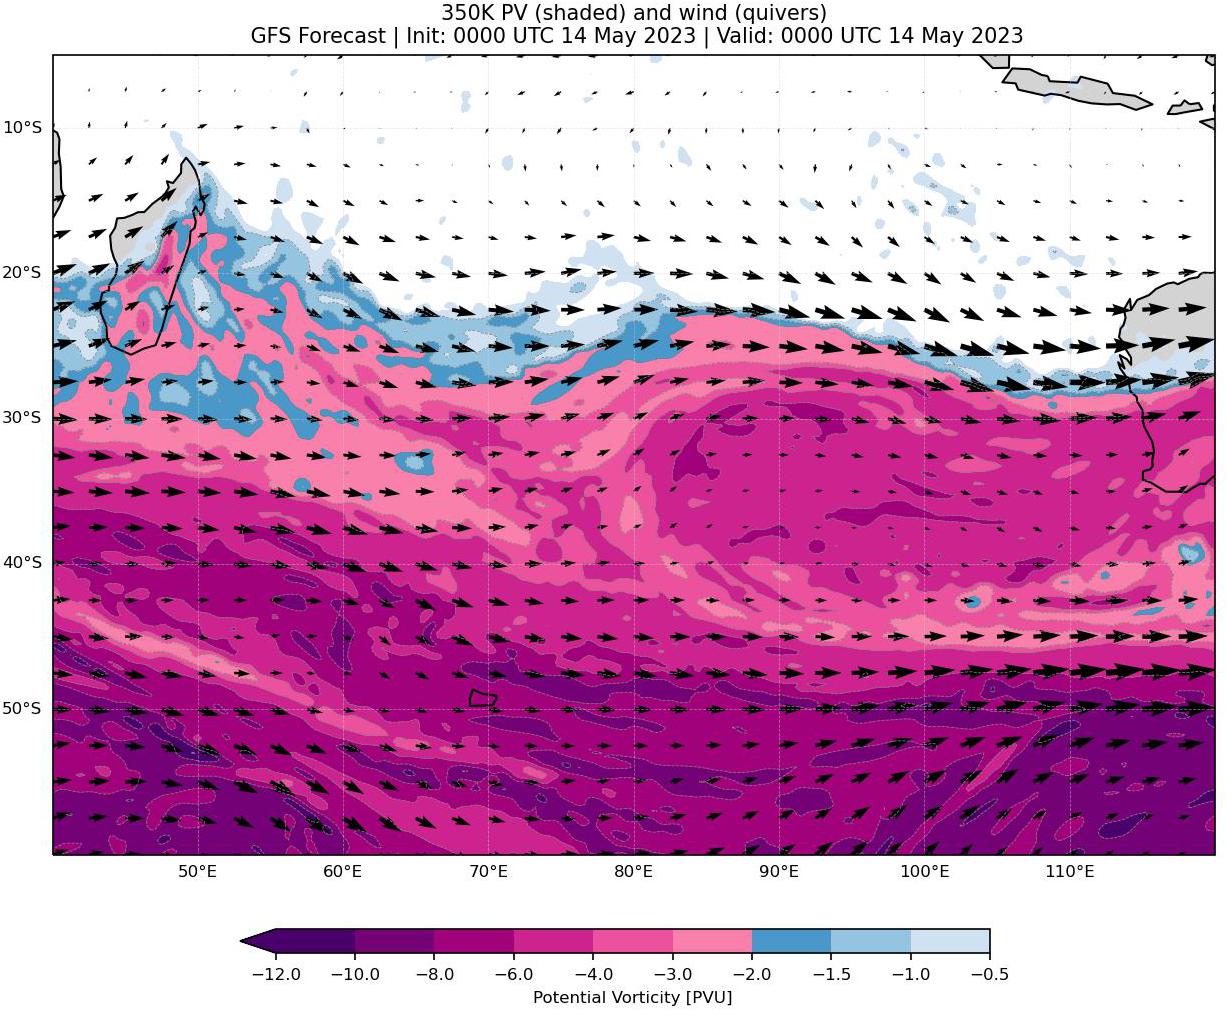 350K PV (shaded) and wind (quivers)
GFS Forecast | Init: 0000 UTC 14 May 2023 | Valid: 0000 UTC 14 May 2023
10°S
20°S
30°S
40°S
50°S
50°E 60°E 70°E 80°E 90°E 100°E 110°E
−12.0 −10.0 −8.0 −6.0 −4.0 −3.0 −2.0 −1.5 −1.0 −0.5
Potential Vorticity [PVU]